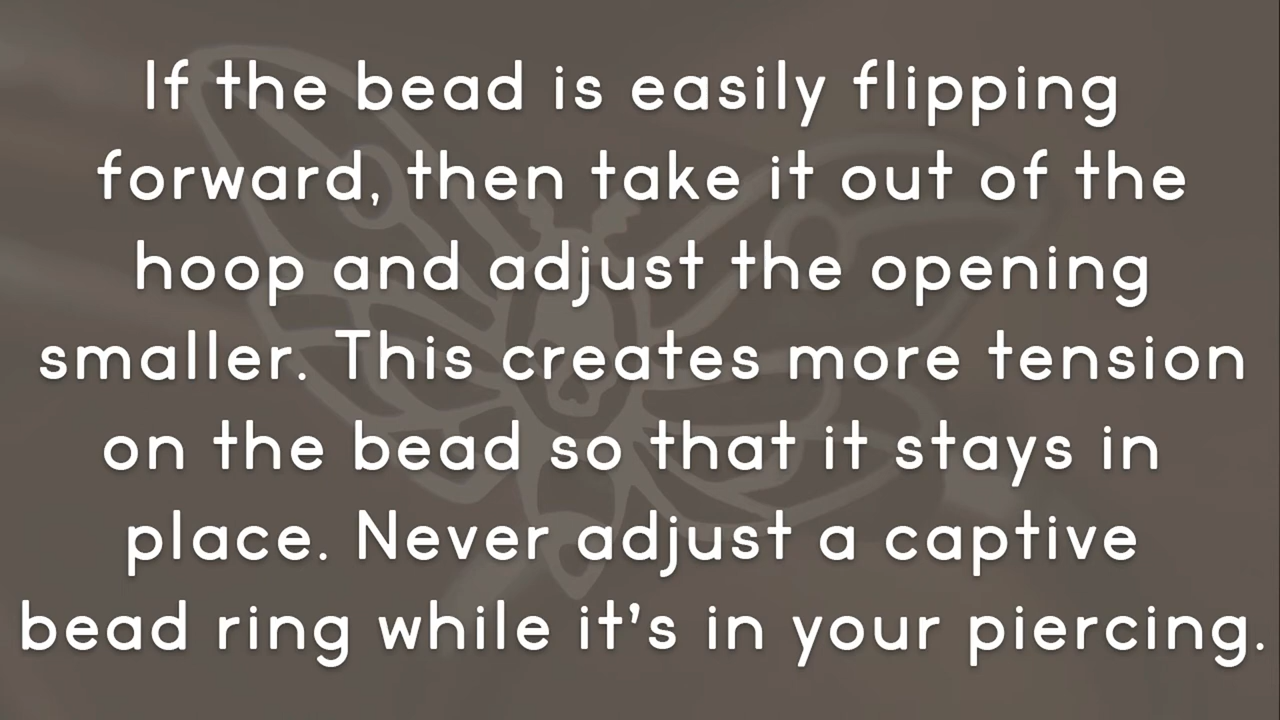 If the bead is easily flipping
forward, then take it out of the
hoop and adjust the opening
smaller. This creates more tension
on the bead so that it stays in
place. Never adjust a captive
bead ring while it's in your piercing.